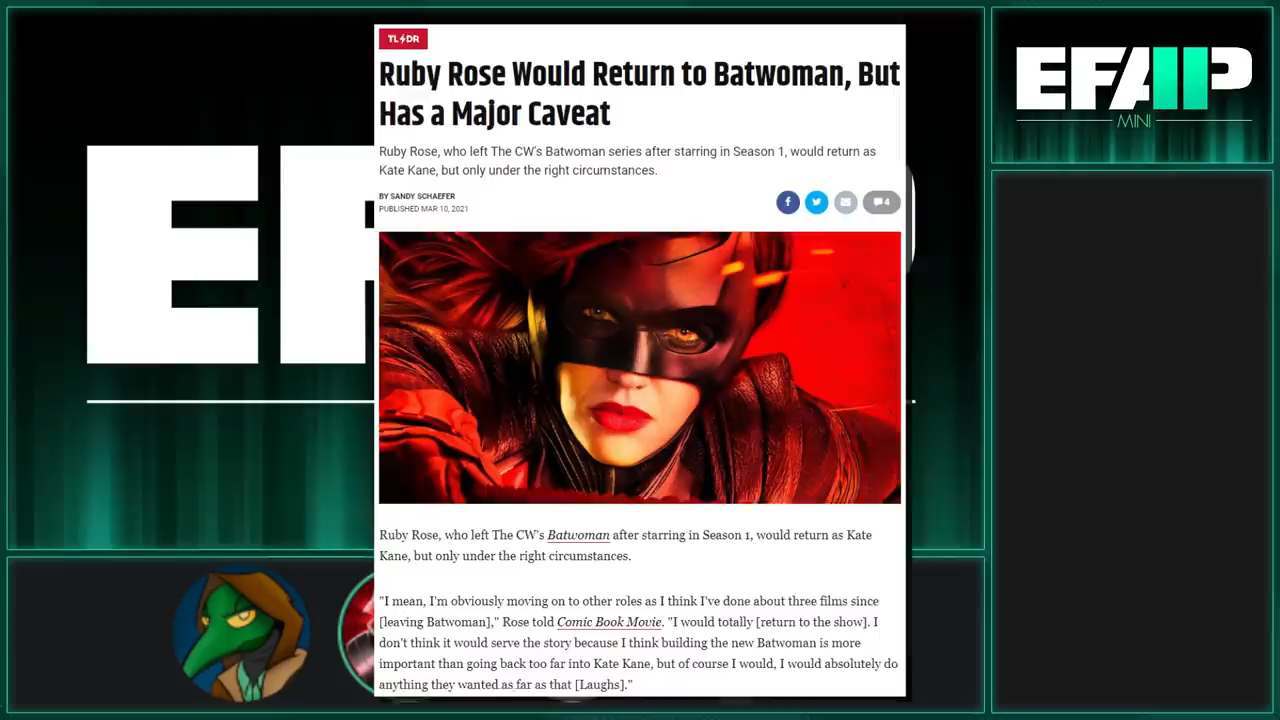 TL DR
Ruby Rose Would Return to Batwoman, But
Has a Major Caveat
Ruby Rose, who left The CW's Batwoman series after starring in Season 1, would return as
Kate Kane, but only under the right circumstances.
BY SANDY SCHAEFER
PUBLISHED MAR 10, 2021
4
Ruby Rose, who left The CW's Batwoman after starring in Season 1, would return as Kate
Kane, but only under the right circumstances.
"I mean, I'm obviously moving on to other roles as I think I've done about three films since
[leaving Batwoman]," Rose told Comic Book Movie. "I would totally [return to the show]. I
don't think it would serve the story because I think building the new Batwoman is more
important than going back too far into Kate Kane, but of course I would, I would absolutely do
anything they wanted as far as that [Laughs]."
EFAP
MINI